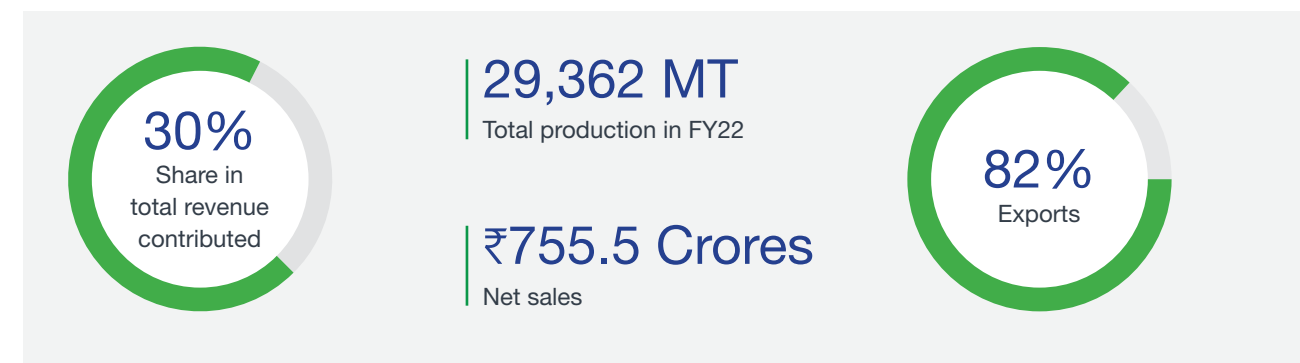 30%
Share in
total revenue
contributed
29,362 MT
Total production in FY22
₹755.5 Crores
Net sales
82%
Exports